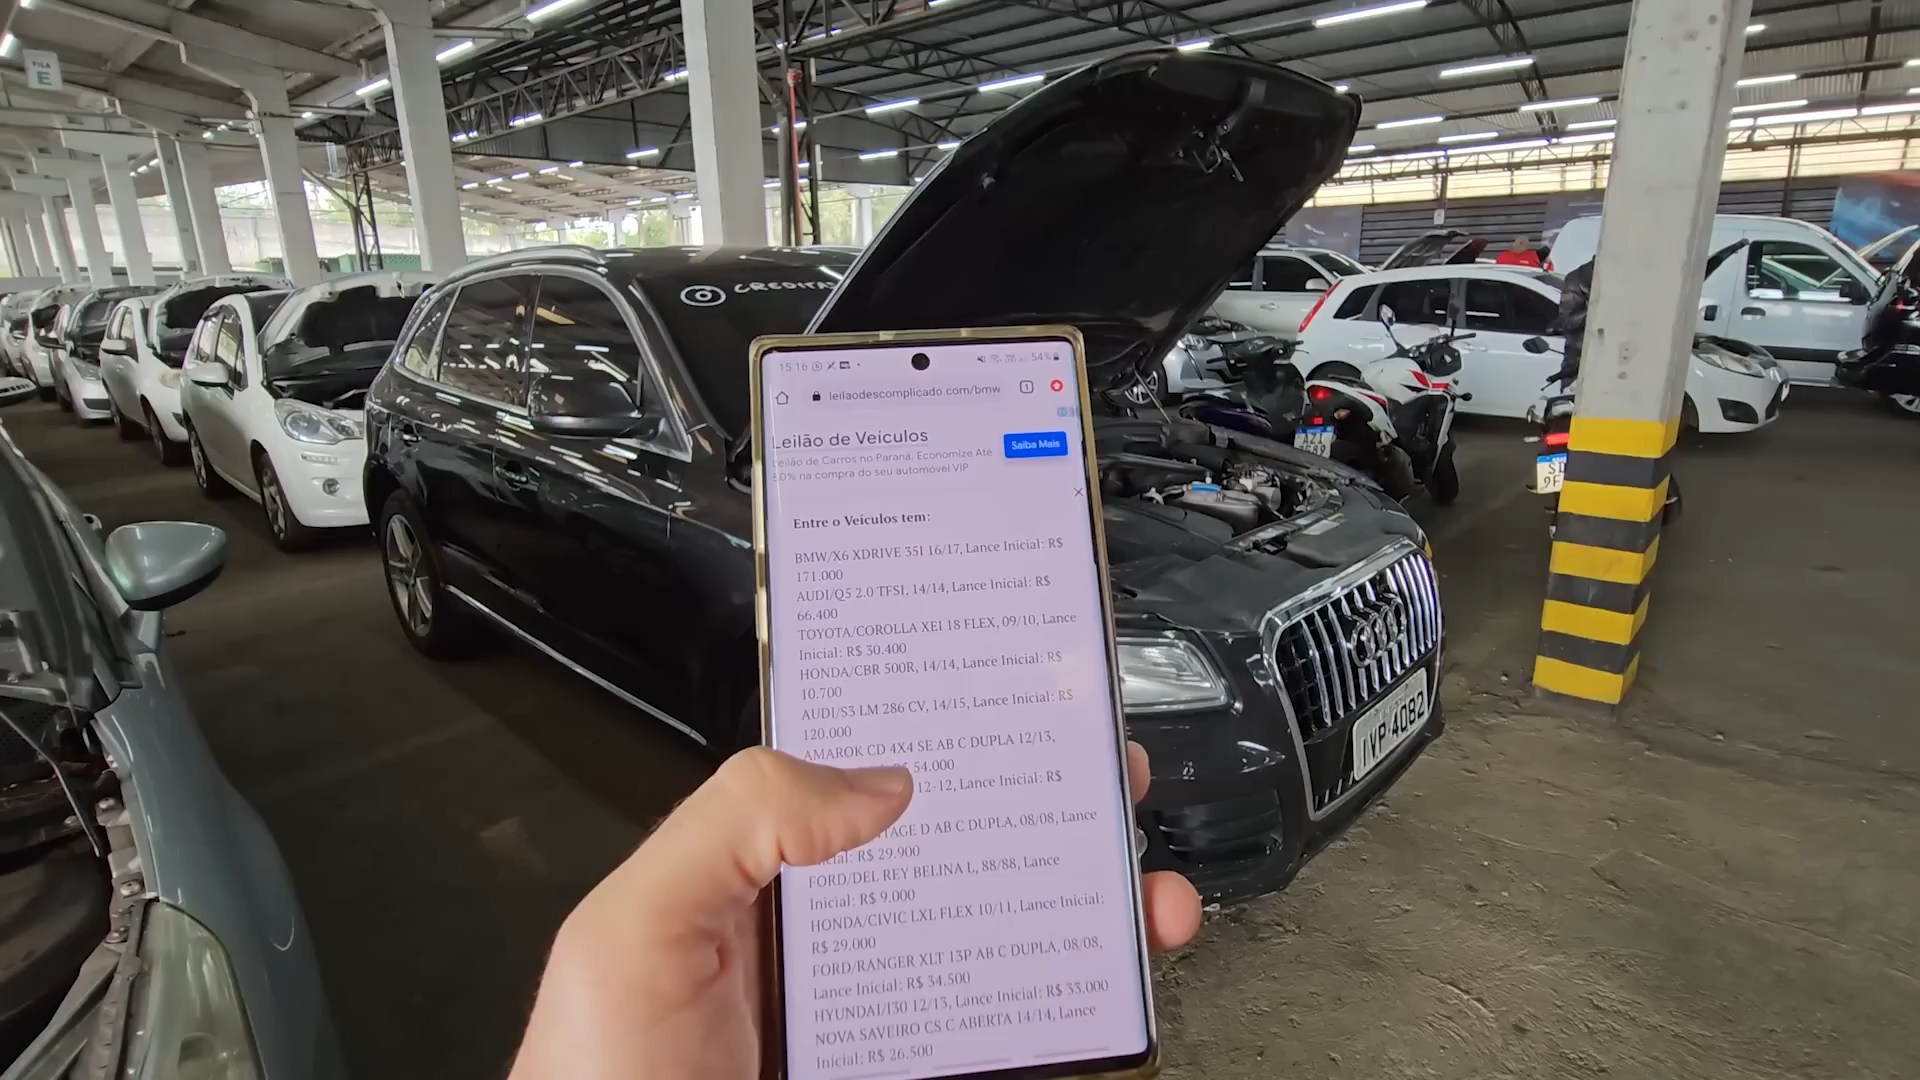 FILA
E
CREDITAS
15:16
54%
leilaodescomplicado.com/bmw
1
Leilão de Veículos
Leilão de Carros no Paraná, Economize Até
50% na compra do seu automóvel VIP
Saiba Mais
Entre o Veículos tem:
BMW/X6 XDRIVE 35I 16/17, Lance Inicial: R$
171.000
AUDI/Q5 2.0 TFSI, 14/14, Lance Inicial: R$
66.400
TOYOTA/COROLLA XEI 18 FLEX, 09/10, Lance
Inicial: R$ 30.400
HONDA/CBR 500R, 14/14, Lance Inicial: R$
10.700
AUDI/S3 LM 286 CV, 14/15, Lance Inicial: R$
120.000
AMAROK CD 4X4 SE AB C DUPLA 12/13,
54.000
12-12, Lance Inicial: R$
D AB C DUPLA, 08/08, Lance
Inicial: R$ 29.900
FORD/DEL REY BELINA L, 88/88, Lance
Inicial: R$ 9.000
HONDA/CIVIC LXL FLEX 10/11, Lance Inicial:
R$ 29.000
FORD/RANGER XLT 13P AB C DUPLA, 08/08,
Lance Inicial: R$ 34.500
HYUNDAI/I30 12/13, Lance Inicial: R$ 33.000
NOVA SAVEIRO CS C ABERTA 14/14, Lance
Inicial: R$ 26.500
IVP 4082
AZI
SD
9F